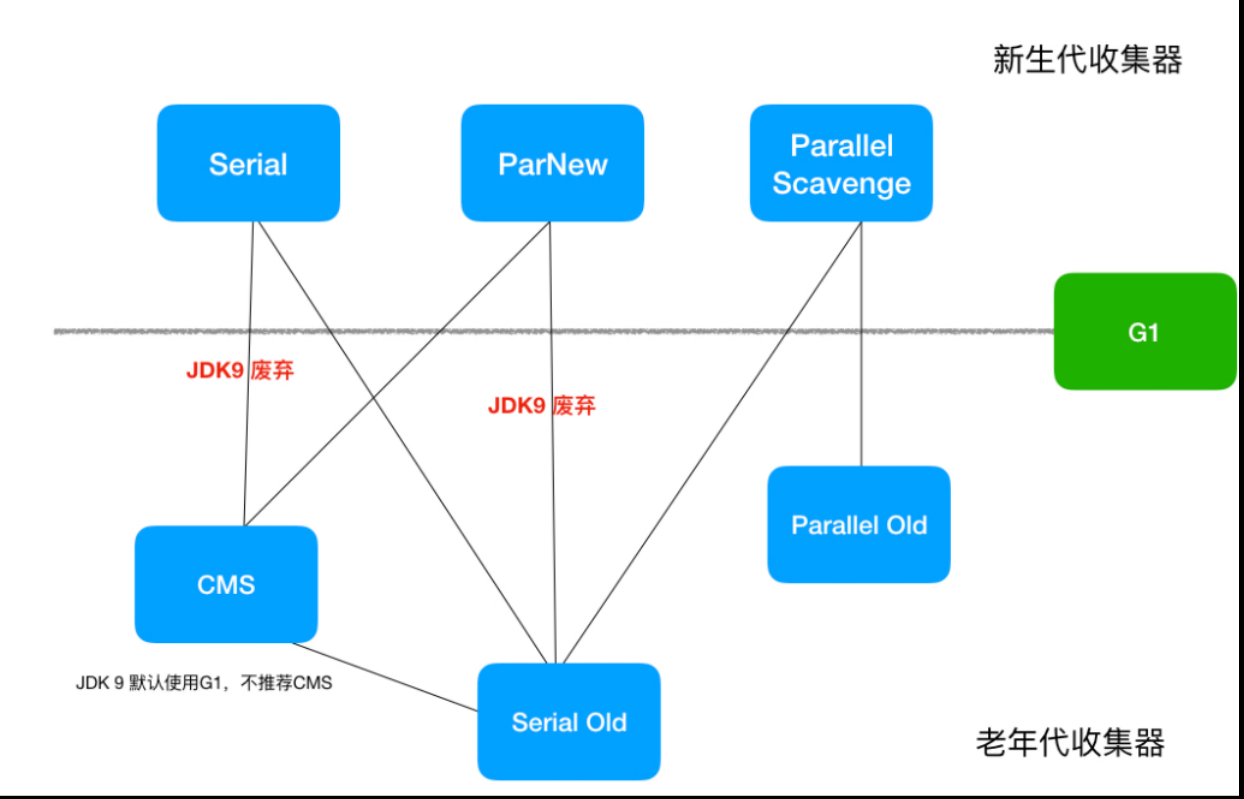 新生代收集器
Serial
ParNew
Parallel
Scavenge
G1
JDK9 废弃
JDK9 废弃
Parallel Old
CMS
JDK 9 默认使用G1，不推荐CMS
Serial Old
老年代收集器